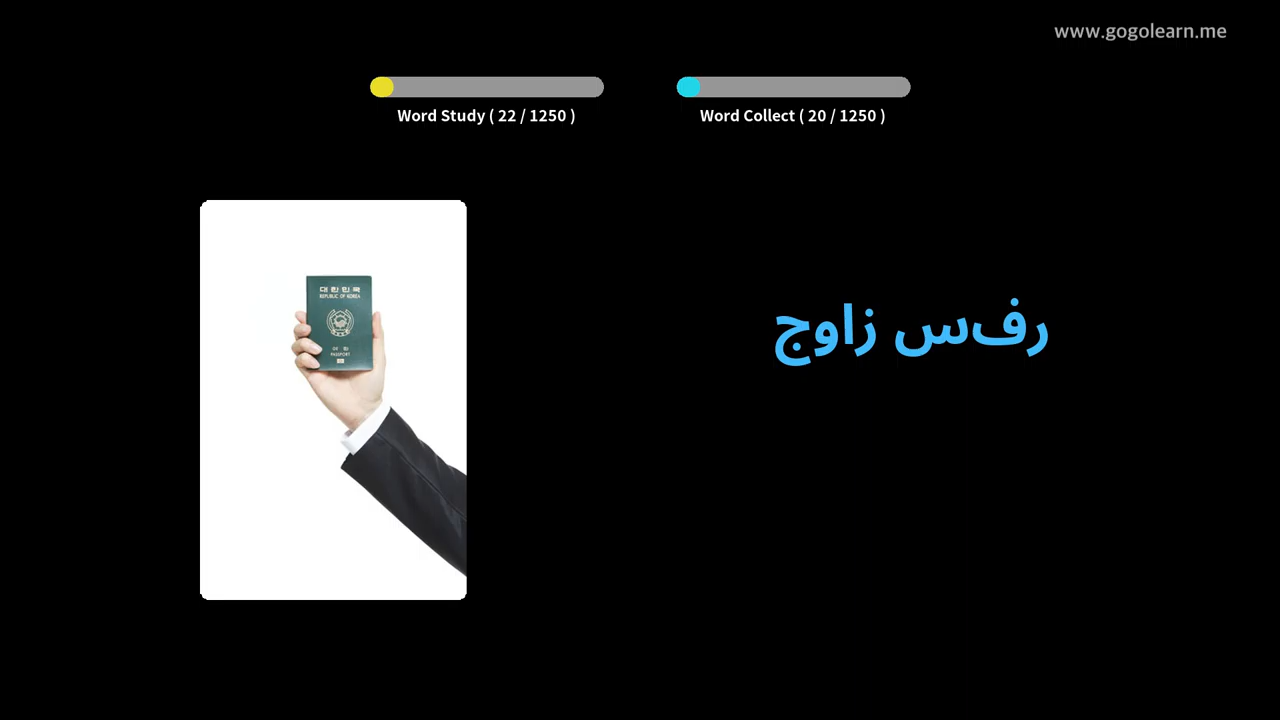 www.gogolearn.me
Word Study ( 22 / 1250 )
Word Collect ( 20 / 1250 )
대한민국
REPUBLIC OF KOREA
PASSPORT
رفس زاوج